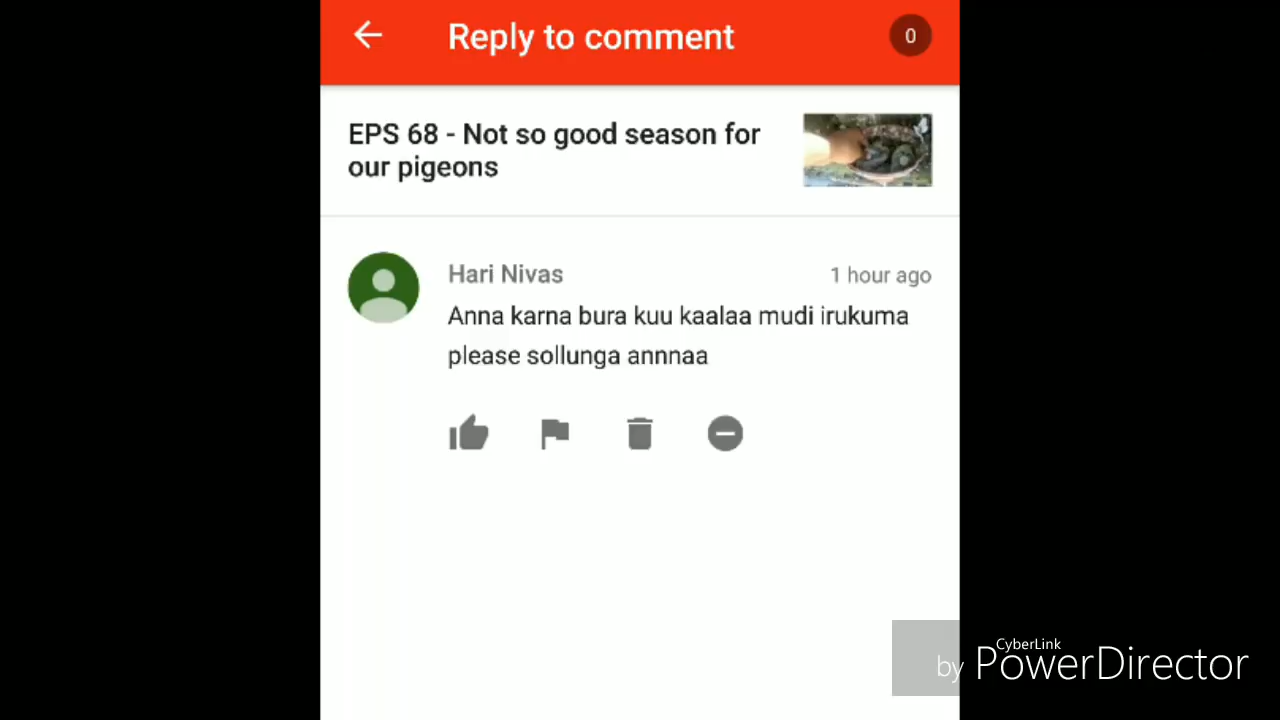 Reply to comment
0
EPS 68 - Not so good season for
our pigeons
Hari Nivas
1 hour ago
Anna karna bura kuu kaalaa mudi irukuma
please sollunga annnaa
CyberLink
by PowerDirector